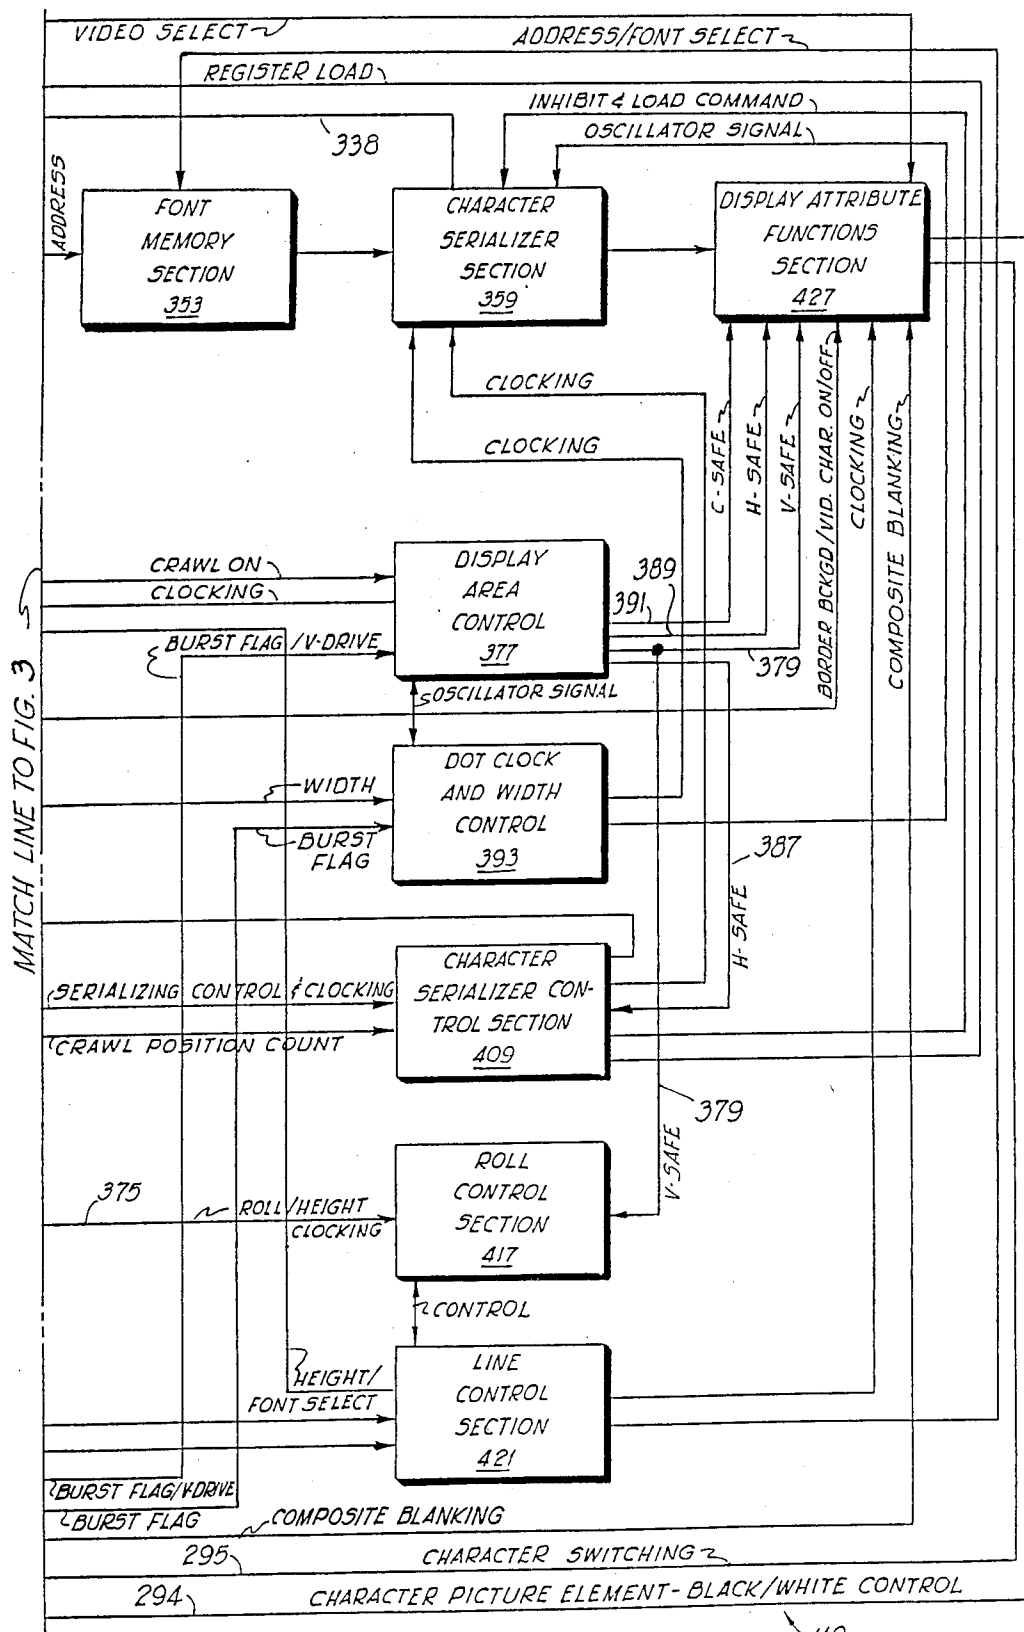 VIDEO SELECT
ADDRESS/FONT SELECT
REGISTER LOAD
INHIBIT & LOAD COMMAND
338
OSCILLATOR SIGNAL
ADDRESS
FONT
MEMORY
SECTION
353
CHARACTER
SERIALIZER
SECTION
359
DISPLAY ATTRIBUTE
FUNCTIONS
SECTION
427
CLOCKING
CLOCKING
C-SAFE
H-SAFE
V-SAFE
BORDER BCKGD/VID. CHAR. ON/OFF
CLOCKING
COMPOSITE BLANKING
CRAWL ON
CLOCKING
BURST FLAG/V-DRIVE
DISPLAY
AREA
CONTROL
377
389
391
379
OSCILLATOR SIGNAL
MATCH LINE TO FIG. 3
WIDTH
BURST
FLAG
DOT CLOCK
AND WIDTH
CONTROL
393
387
H-SAFE
SERIALIZING CONTROL & CLOCKING
CRAWL POSITION COUNT
CHARACTER
SERIALIZER CON-
TROL SECTION
409
379
V-SAFE
375
ROLL/HEIGHT
CLOCKING
ROLL
CONTROL
SECTION
417
CONTROL
HEIGHT/
FONT SELECT
LINE
CONTROL
SECTION
421
BURST FLAG/V-DRIVE
BURST FLAG
COMPOSITE BLANKING
295
CHARACTER SWITCHING
294
CHARACTER PICTURE ELEMENT-BLACK/WHITE CONTROL